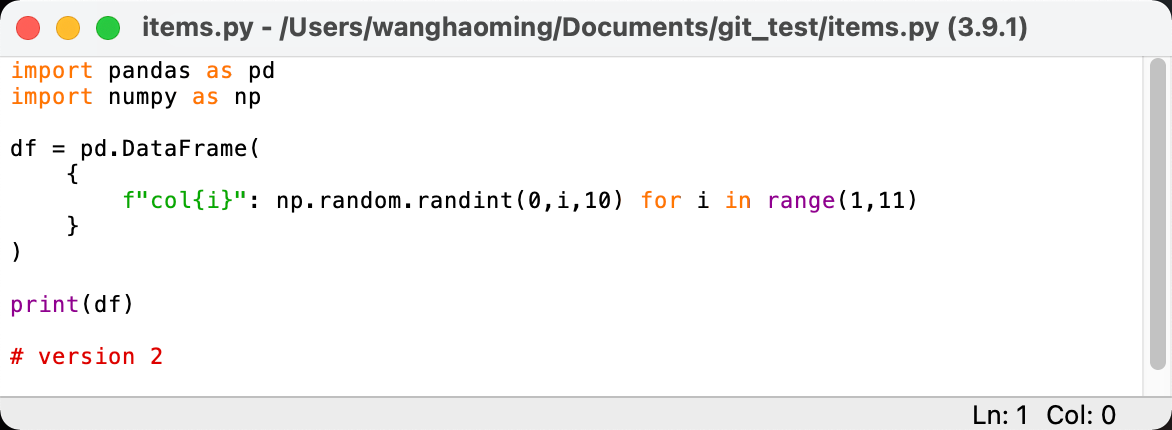 items.py - /Users/wanghaoming/Documents/git_test/items.py (3.9.1)
import pandas as pd
import numpy as np

df = pd.DataFrame(
    {
        f"col{i}": np.random.randint(0,i,10) for i in range(1,11)
    }
)

print(df)

# version 2
Ln: 1 Col: 0